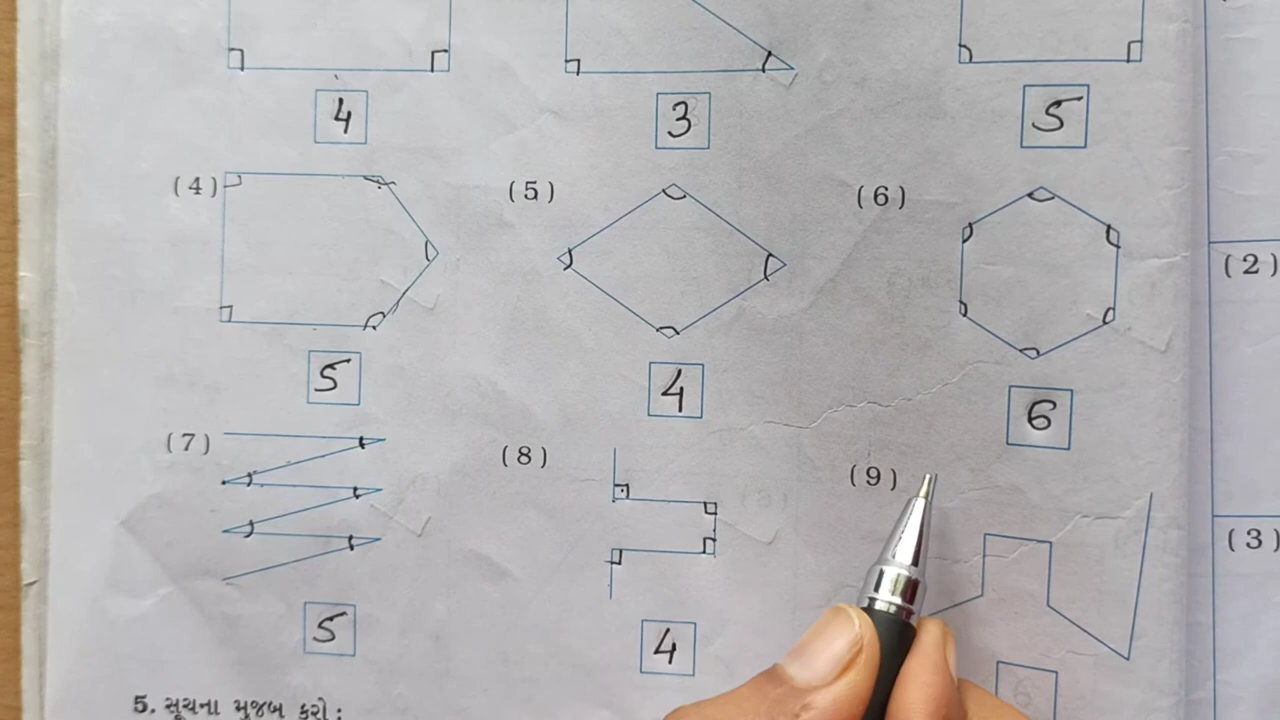 4 3 5
(4) (5) (6)
(2)
5 4 6
(7) (8) (9)
(3)
5 4
5. સૂચના મુજબ કરો :